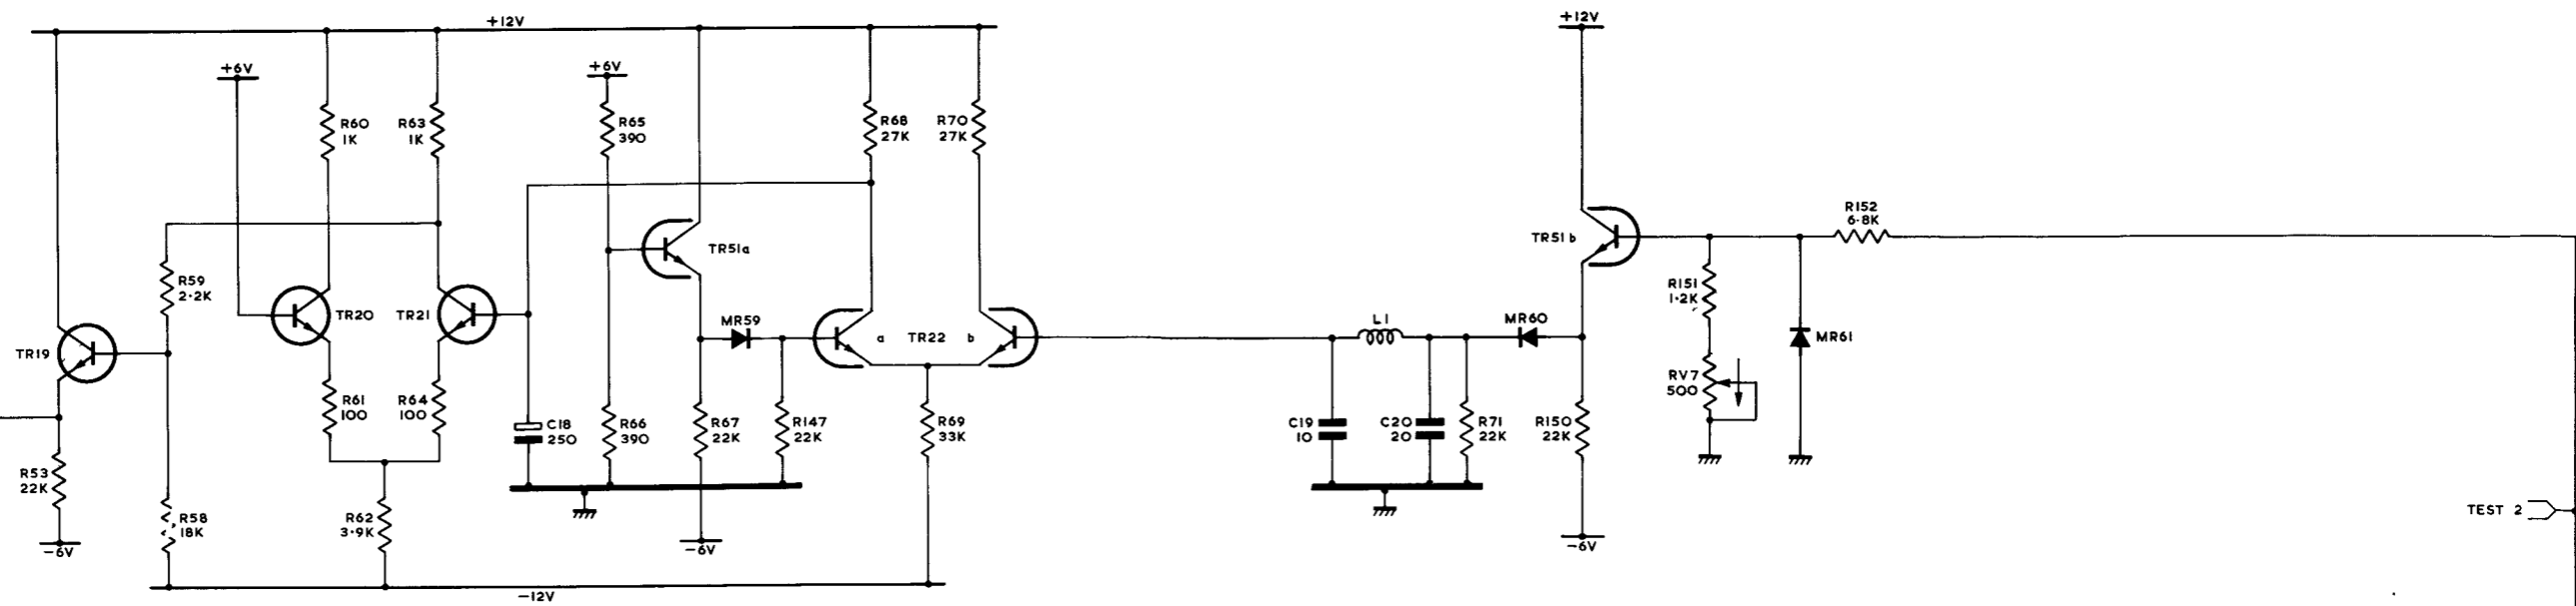 +12V
+12V
+6V
+6V
R60
1K
R63
1K
R65
390
R68
27K
R70
27K
R152
6·8K
TR51a
TR51b
R59
2·2K
R151
1·2K
TR20
TR21
MR59
a
TR22
b
L1
MR60
MR61
TR19
RV7
500
R61
100
R64
100
C18
250
R66
390
R67
22K
R147
22K
R69
33K
C19
10
C20
20
R71
22K
R150
22K
R53
22K
R58
18K
R62
3·9K
TEST 2
-6V
-6V
-6V
-12V